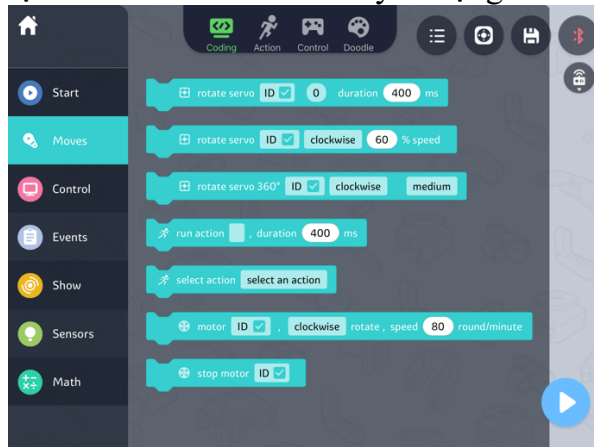 Coding Action Control Doodle
Start
Moves
Control
Events
Show
Sensors
Math
rotate servo ID 0 duration 400 ms
rotate servo ID clockwise 60 % speed
rotate servo 360° ID clockwise medium
run action , duration 400 ms
select action select an action
motor ID , clockwise rotate , speed 80 round/minute
stop motor ID